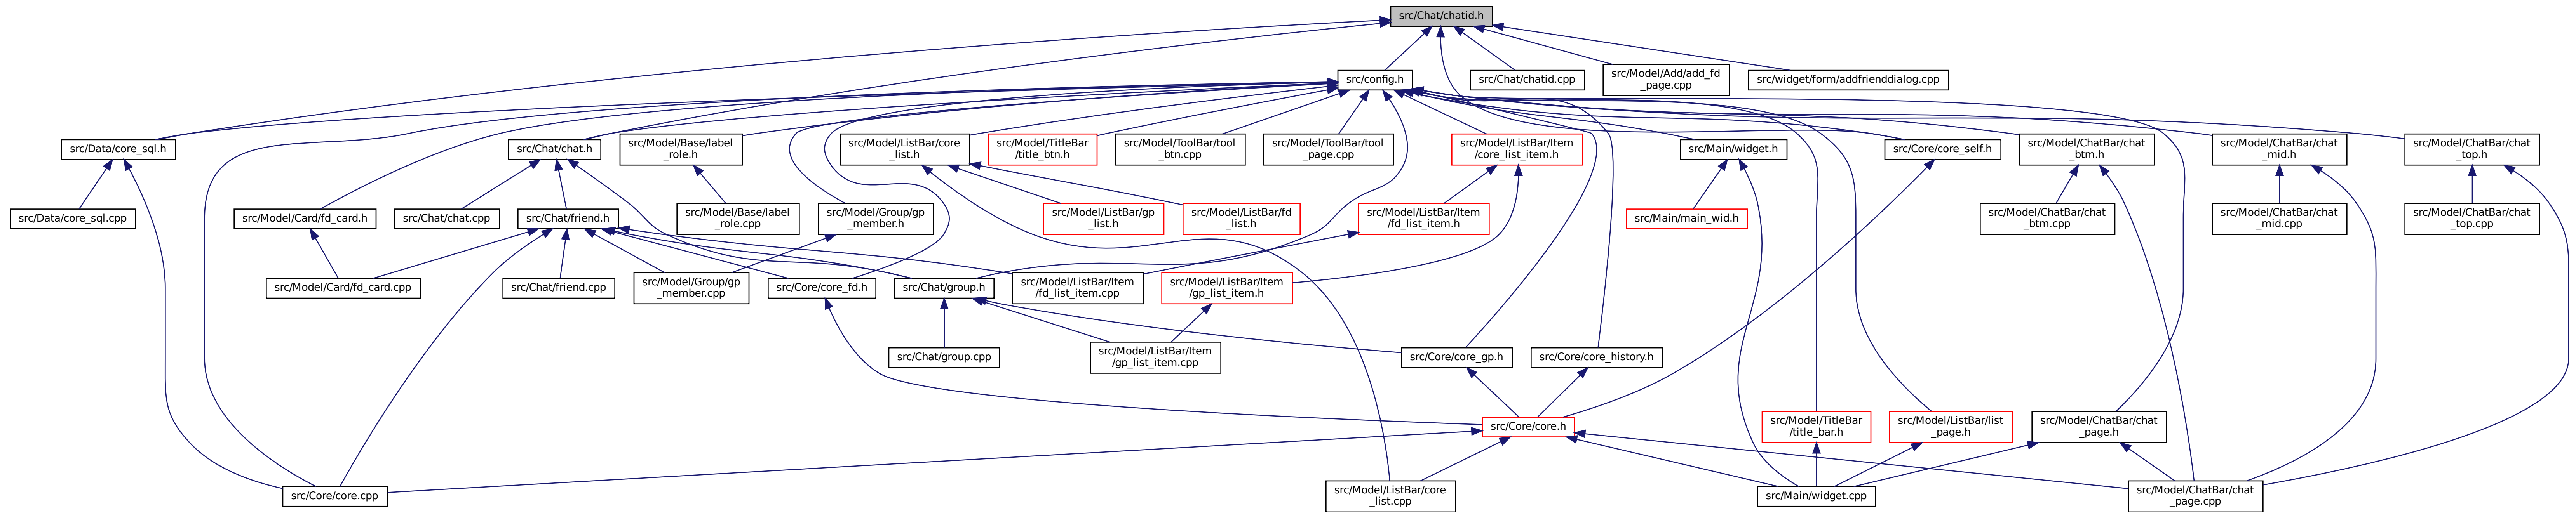 src/Chat/chatid.h
src/config.h
src/Chat/chatid.cpp
src/Model/Add/add_fd
_page.cpp
src/widget/form/addfrienddialog.cpp
src/Data/core_sql.h
src/Chat/chat.h
src/Model/Base/label
_role.h
src/Model/ListBar/core
_list.h
src/Model/TitleBar
/title_btn.h
src/Model/ToolBar/tool
_btn.cpp
src/Model/ToolBar/tool
_page.cpp
src/Model/ListBar/Item
/core_list_item.h
src/Main/widget.h
src/Core/core_self.h
src/Model/ChatBar/chat
_btm.h
src/Model/ChatBar/chat
_mid.h
src/Model/ChatBar/chat
_top.h
src/Data/core_sql.cpp
src/Model/Card/fd_card.h
src/Chat/chat.cpp
src/Chat/friend.h
src/Model/Base/label
_role.cpp
src/Model/Group/gp
_member.h
src/Model/ListBar/gp
_list.h
src/Model/ListBar/fd
_list.h
src/Model/ListBar/Item
/fd_list_item.h
src/Main/main_wid.h
src/Model/ChatBar/chat
_btm.cpp
src/Model/ChatBar/chat
_mid.cpp
src/Model/ChatBar/chat
_top.cpp
src/Model/Card/fd_card.cpp
src/Chat/friend.cpp
src/Model/Group/gp
_member.cpp
src/Core/core_fd.h
src/Chat/group.h
src/Model/ListBar/Item
/fd_list_item.cpp
src/Model/ListBar/Item
/gp_list_item.h
src/Chat/group.cpp
src/Model/ListBar/Item
/gp_list_item.cpp
src/Core/core_gp.h
src/Core/core_history.h
src/Core/core.h
src/Model/TitleBar
/title_bar.h
src/Model/ListBar/list
_page.h
src/Model/ChatBar/chat
_page.h
src/Core/core.cpp
src/Model/ListBar/core
_list.cpp
src/Main/widget.cpp
src/Model/ChatBar/chat
_page.cpp